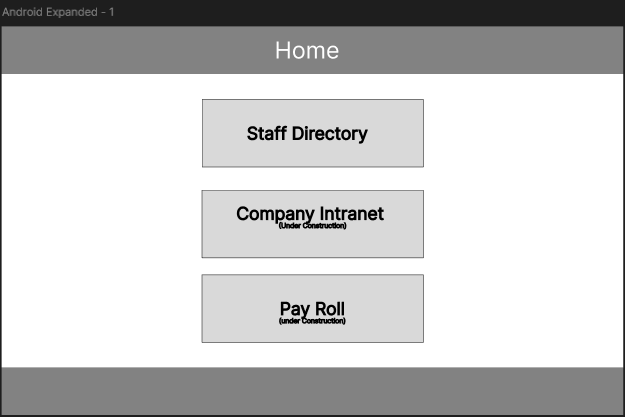 Android Expanded - 1
Home
Staff Directory
Company Intranet
(Under Construction)
Pay Roll
(under Construction)